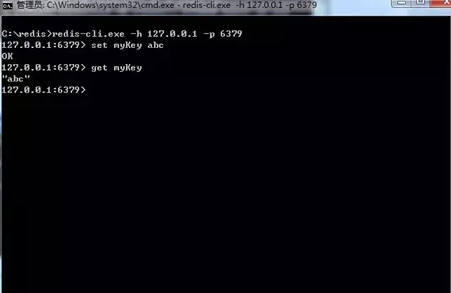 管理员: C:\Windows\system32\cmd.exe - redis-cli.exe -h 127.0.0.1 -p 6379
C:\redis>redis-cli.exe -h 127.0.0.1 -p 6379
127.0.0.1:6379> set myKey abc
OK
127.0.0.1:6379> get myKey
"abc"
127.0.0.1:6379>